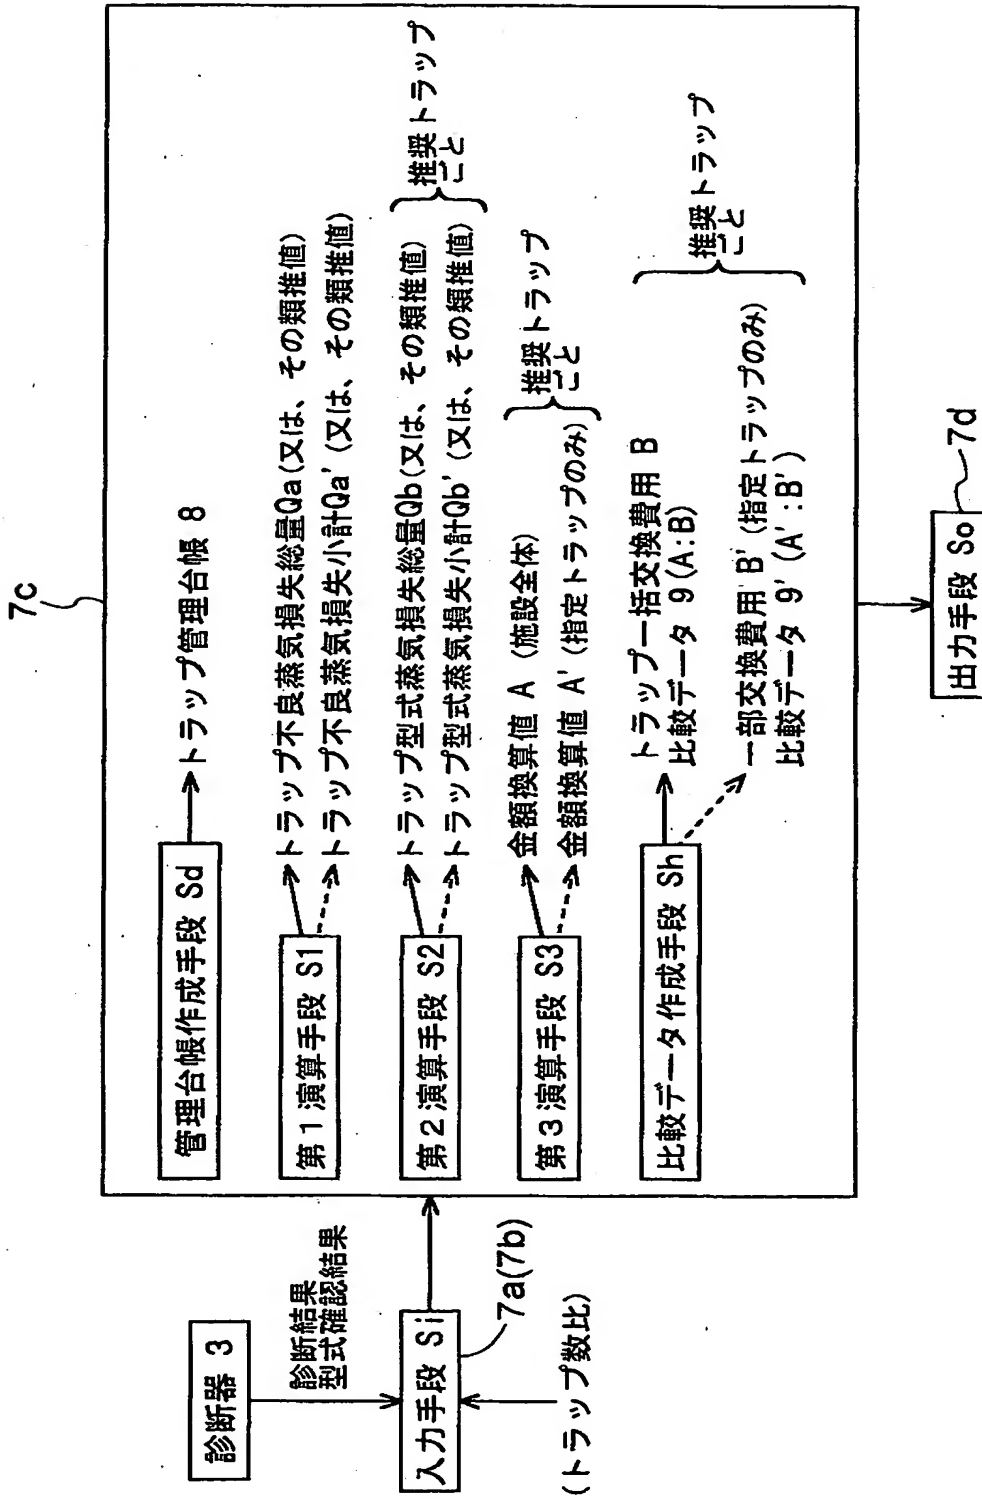 7c
診断器 3
診断結果
型式確認結果
入力手段 Si
7a(7b)
(トラップ数比)
管理台帳作成手段 Sd
トラップ管理台帳 8
第1演算手段 S1
トラップ不良蒸気損失総量Qa(又は、その類推値)
トラップ不良蒸気損失小計Qa'(又は、その類推値)
第2演算手段 S2
トラップ型式蒸気損失総量Qb(又は、その類推値)
トラップ型式蒸気損失小計Qb'(又は、その類推値)
推奨トラップ
ごと
第3演算手段 S3
金額換算値 A (施設全体)
金額換算値 A'(指定トラップのみ)
推奨トラップ
ごと
比較データ作成手段 Sh
トラップ一括交換費用 B
比較データ 9(A:B)
一部交換費用 B'(指定トラップのみ)
比較データ 9'(A':B')
推奨トラップ
ごと
出力手段 So
7d